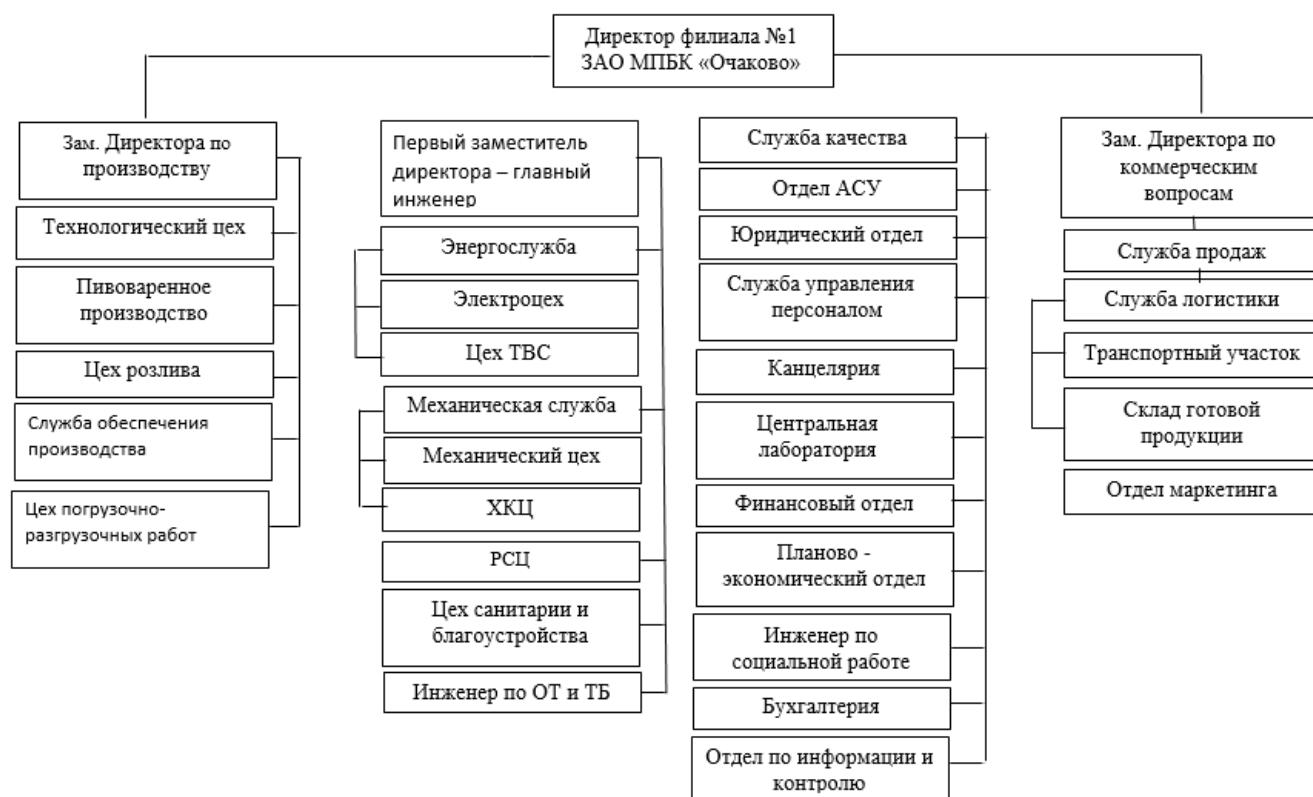 Директор филиала №1
ЗАО МПБК «Очаково»
Зам. Директора по
производству
Технологический цех
Пивоваренное
производство
Цех розлива
Служба обеспечения
производства
Цех погрузочно-
разгрузочных работ
Первый заместитель
директора – главный
инженер
Энергослужба
Электроцех
Цех ТВС
Механическая служба
Механический цех
ХКЦ
РСЦ
Цех санитарии и
благоустройства
Инженер по ОТ и ТБ
Служба качества
Отдел АСУ
Юридический отдел
Служба управления
персоналом
Канцелярия
Центральная
лаборатория
Финансовый отдел
Планово -
экономический отдел
Инженер по
социальной работе
Бухгалтерия
Отдел по информации и
контролю
Зам. Директора по
коммерческим
вопросам
Служба продаж
Служба логистики
Транспортный участок
Склад готовой
продукции
Отдел маркетинга